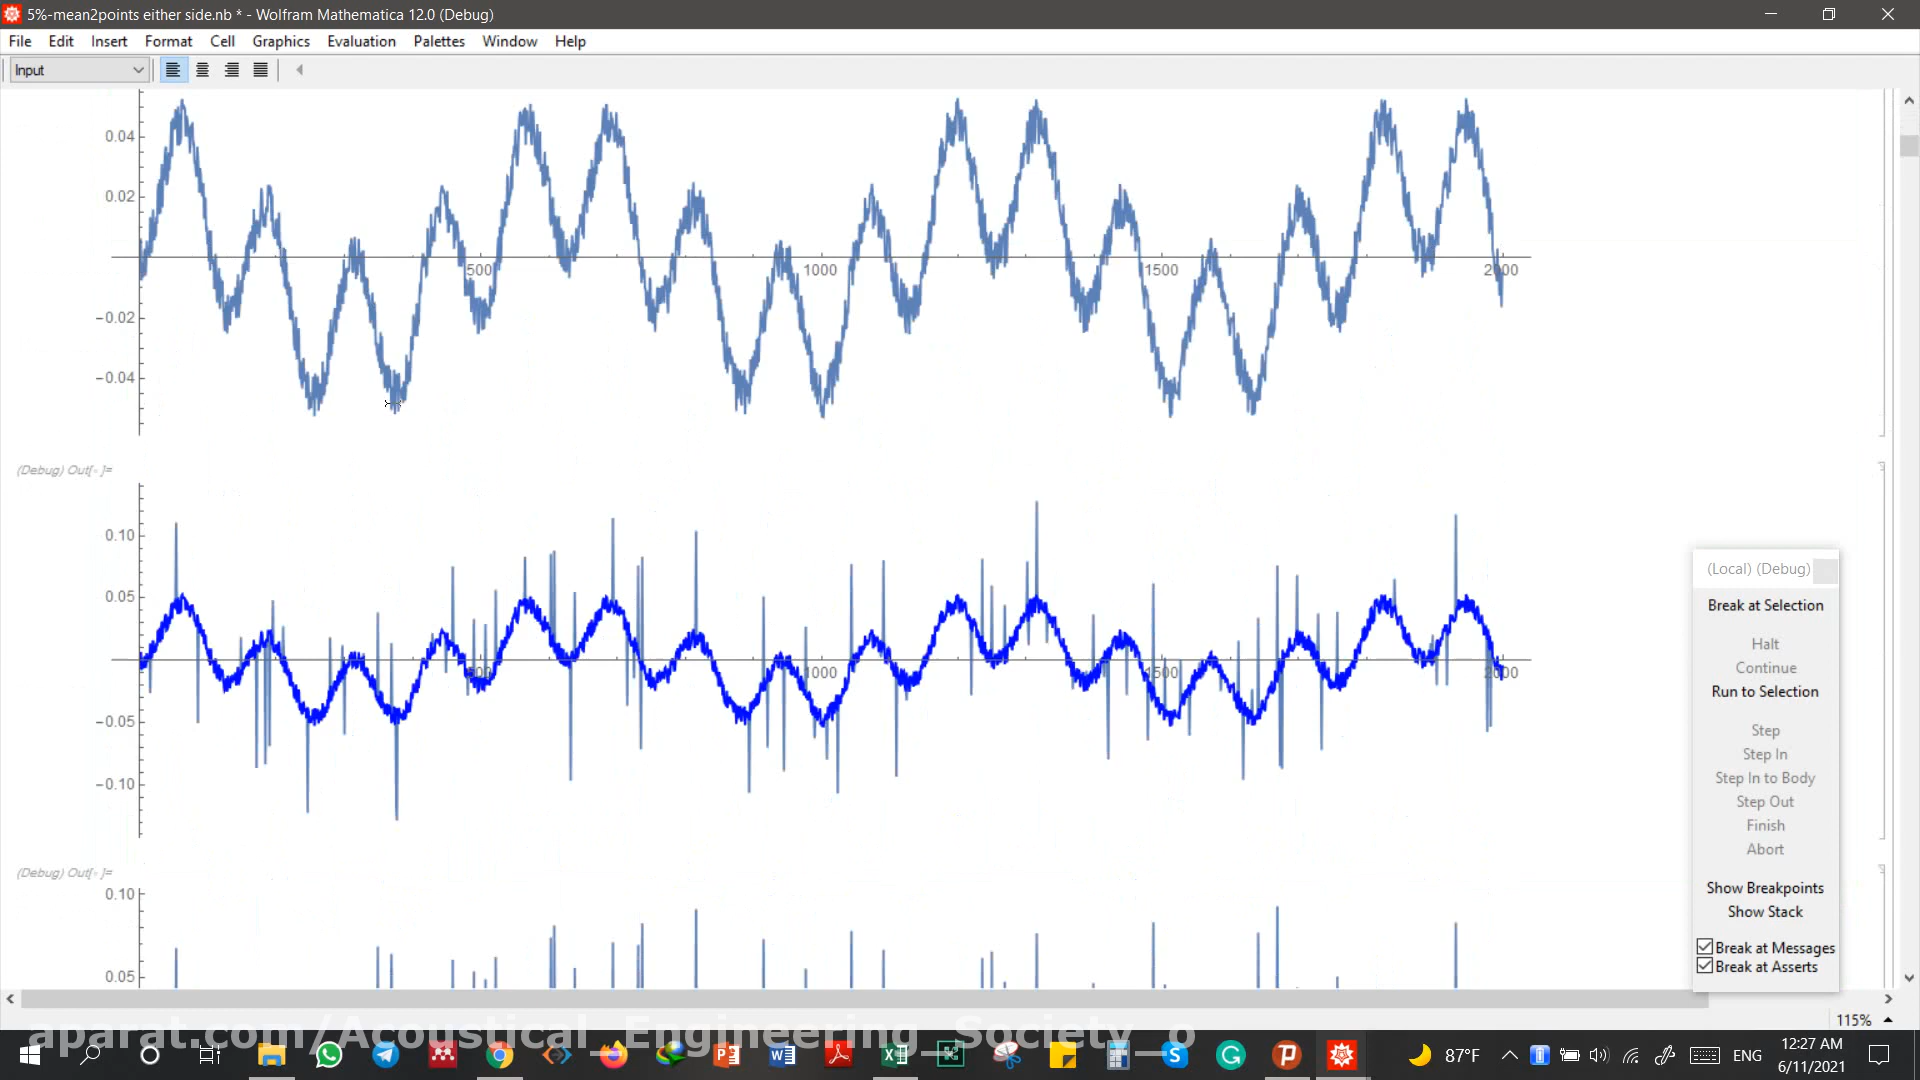 5%-mean2points either side.nb * - Wolfram Mathematica 12.0 (Debug)
File Edit Insert Format Cell Graphics Evaluation Palettes Window Help
Input
0.04
0.02
500 1000 1500 2000
-0.02
-0.04
(Debug) Out[ ]=
0.10
0.05
500 1000 1500 2000
-0.05
-0.10
(Local) (Debug)
Break at Selection
Halt
Continue
Run to Selection
Step
Step In
Step In to Body
Step Out
Finish
Abort
Show Breakpoints
Show Stack
Break at Messages
Break at Asserts
(Debug) Out[ ]=
0.10
0.05
115%
aparat.com/Acoustical_Engineering_Society_o
87°F
ENG
12:27 AM
6/11/2021